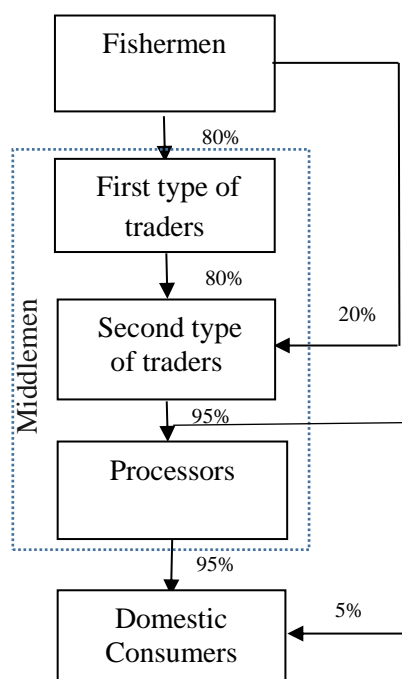 Fishermen
80%
First type of
traders
80%
Second type
of traders
20%
95%
Processors
Middlemen
95%
Domestic
Consumers
5%